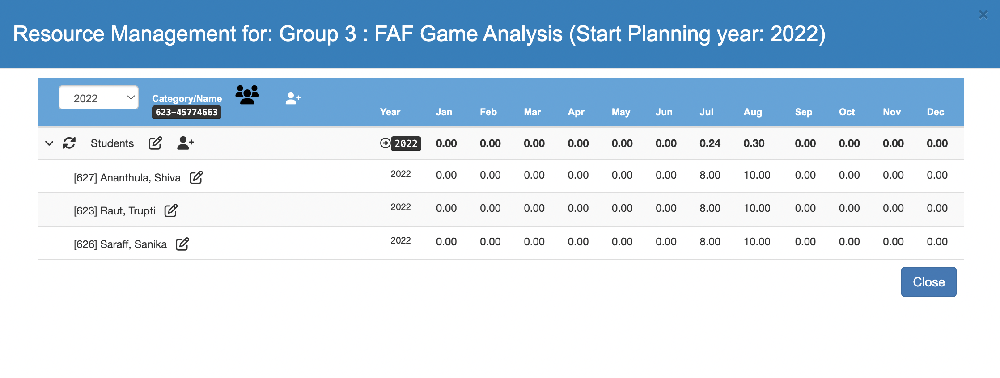 Resource Management for: Group 3 : FAF Game Analysis (Start Planning year: 2022)
2022 Category/Name
623-45774663 Year Jan Feb Mar Apr May Jun Jul Aug Sep Oct Nov Dec
Students 2022 0.00 0.00 0.00 0.00 0.00 0.00 0.24 0.30 0.00 0.00 0.00 0.00
[627] Ananthula, Shiva 2022 0.00 0.00 0.00 0.00 0.00 0.00 8.00 10.00 0.00 0.00 0.00 0.00
[623] Raut, Trupti 2022 0.00 0.00 0.00 0.00 0.00 0.00 8.00 10.00 0.00 0.00 0.00 0.00
[626] Saraff, Sanika 2022 0.00 0.00 0.00 0.00 0.00 0.00 8.00 10.00 0.00 0.00 0.00 0.00
Close